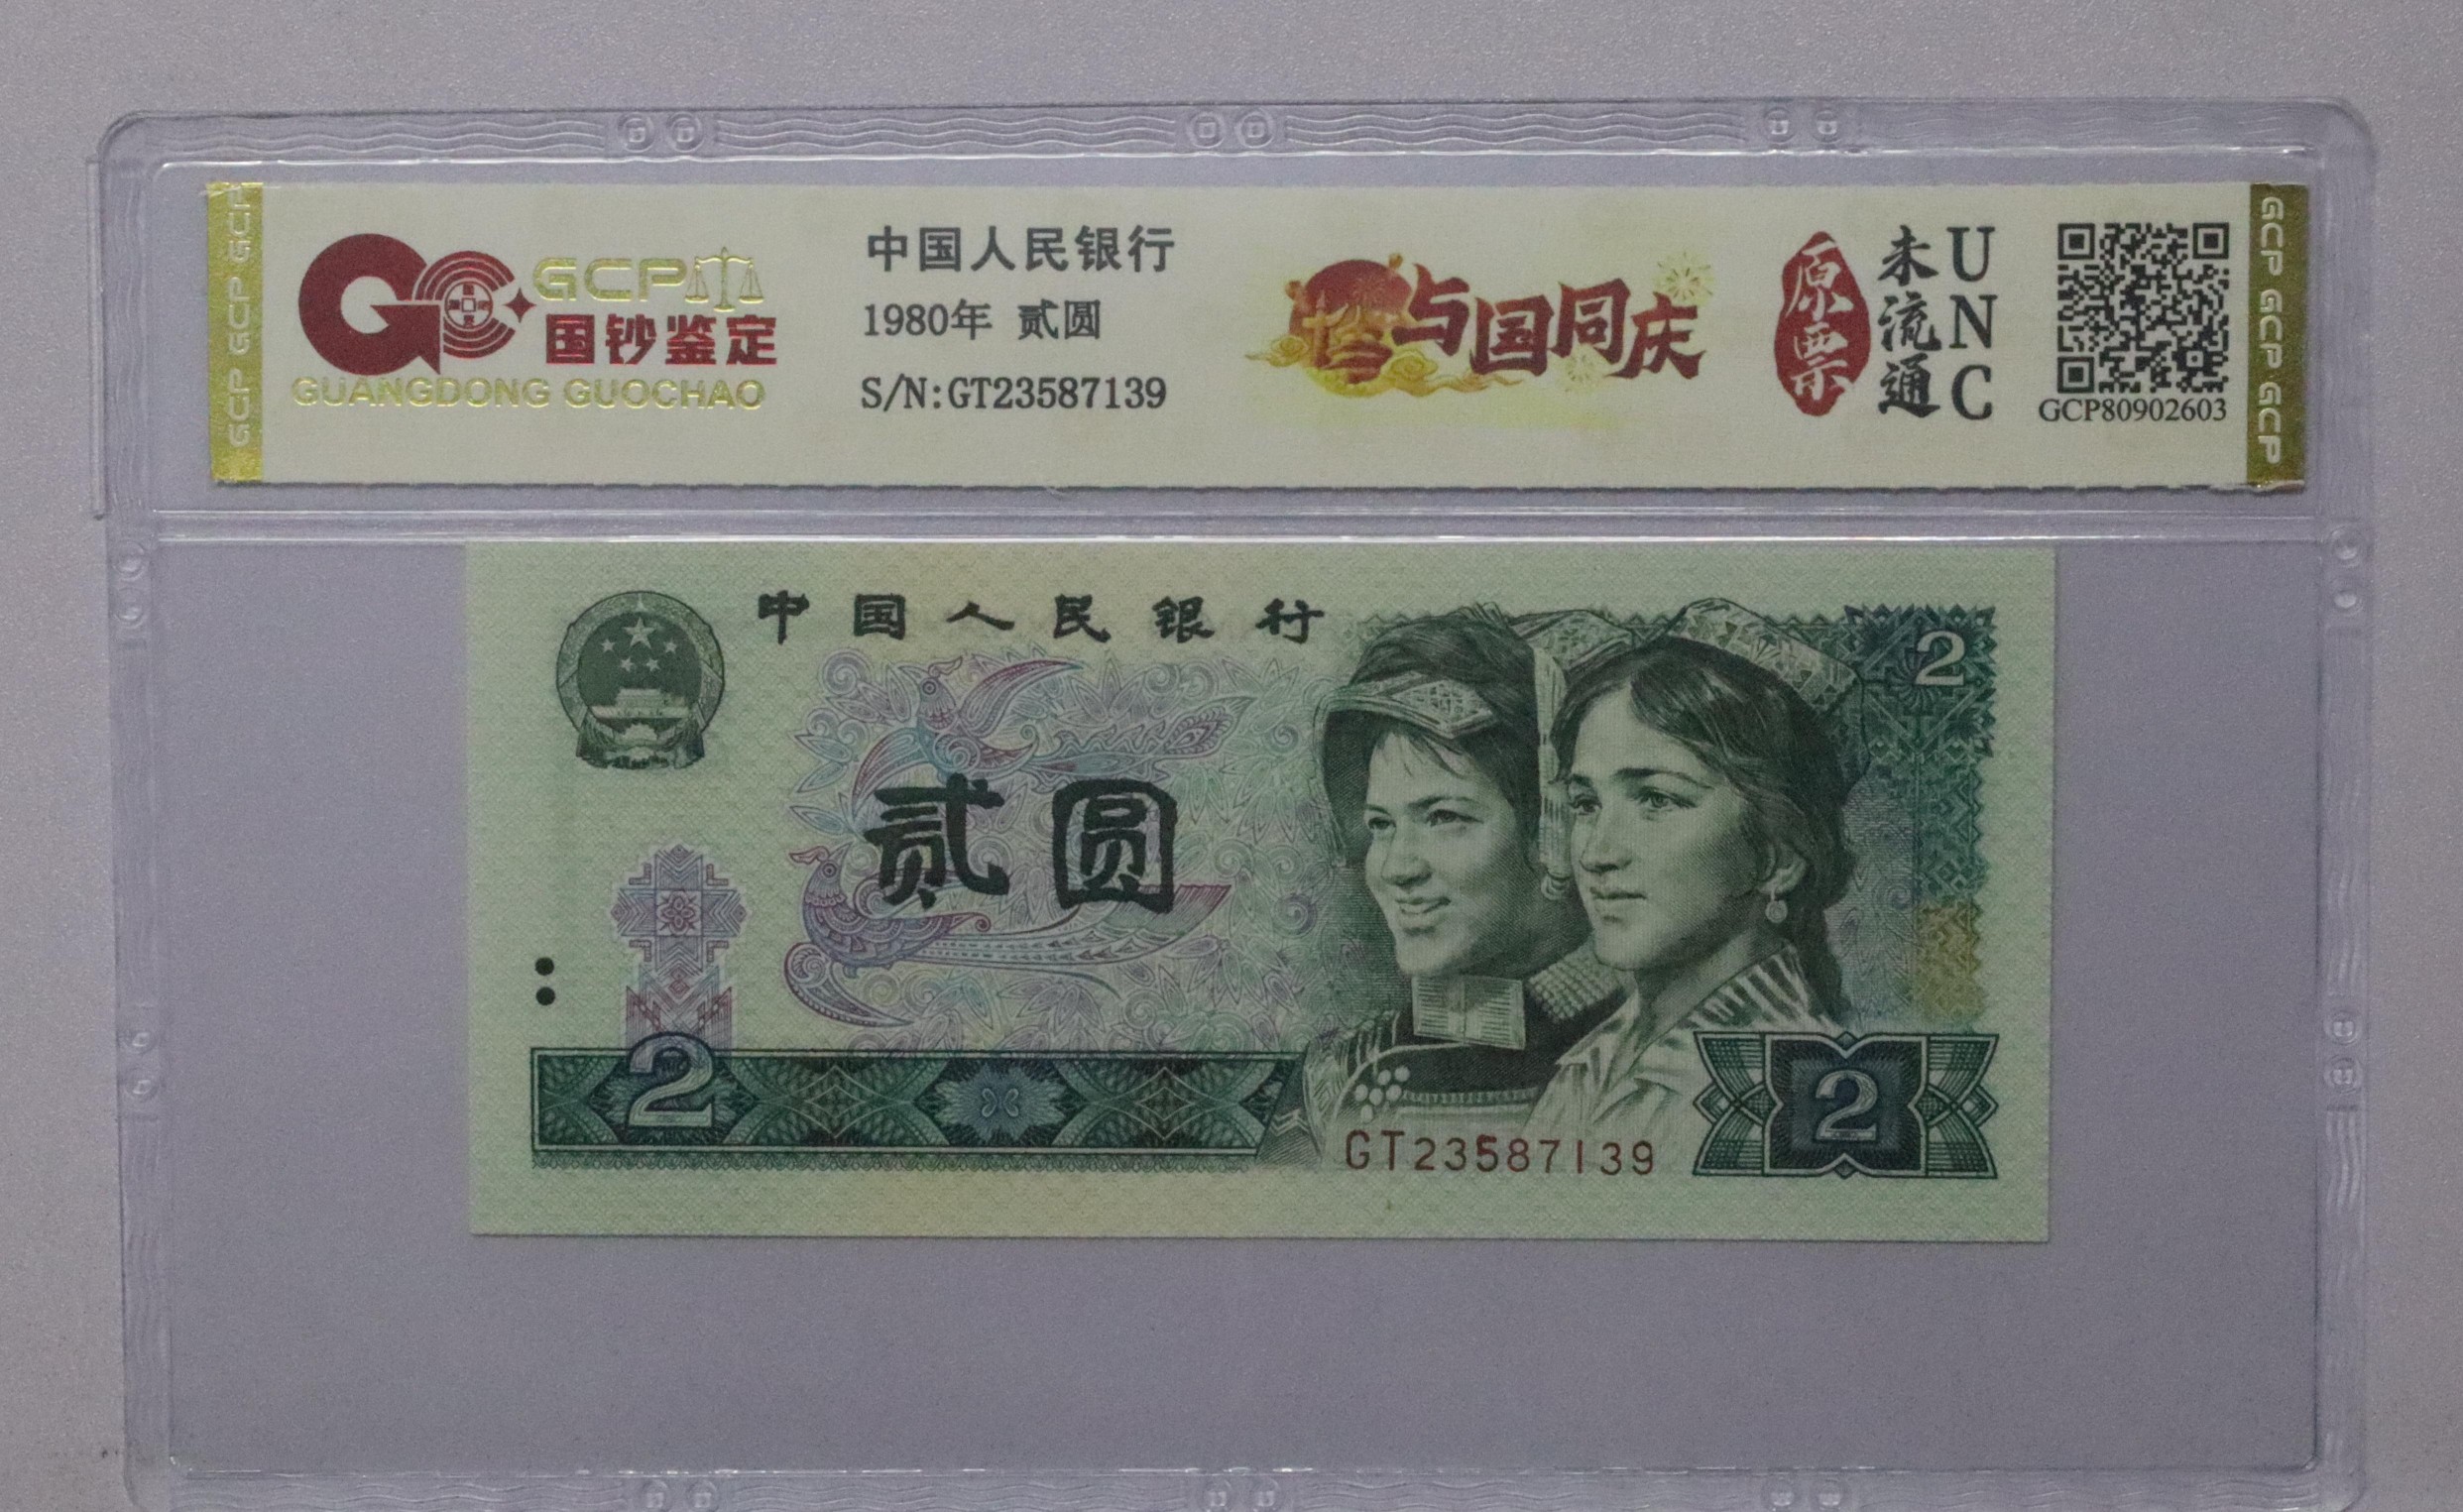 GCP GCP GCP
GCP
国钞鉴定
GUANGDONG GUOCHAO
中国人民银行
1980年 贰圆
S/N:GT23587139
与国同庆
原票
未流通
UNC
GCP80902603
GCP GCP GCP
中国人民银行
2
贰圆
2
GT23587139
2